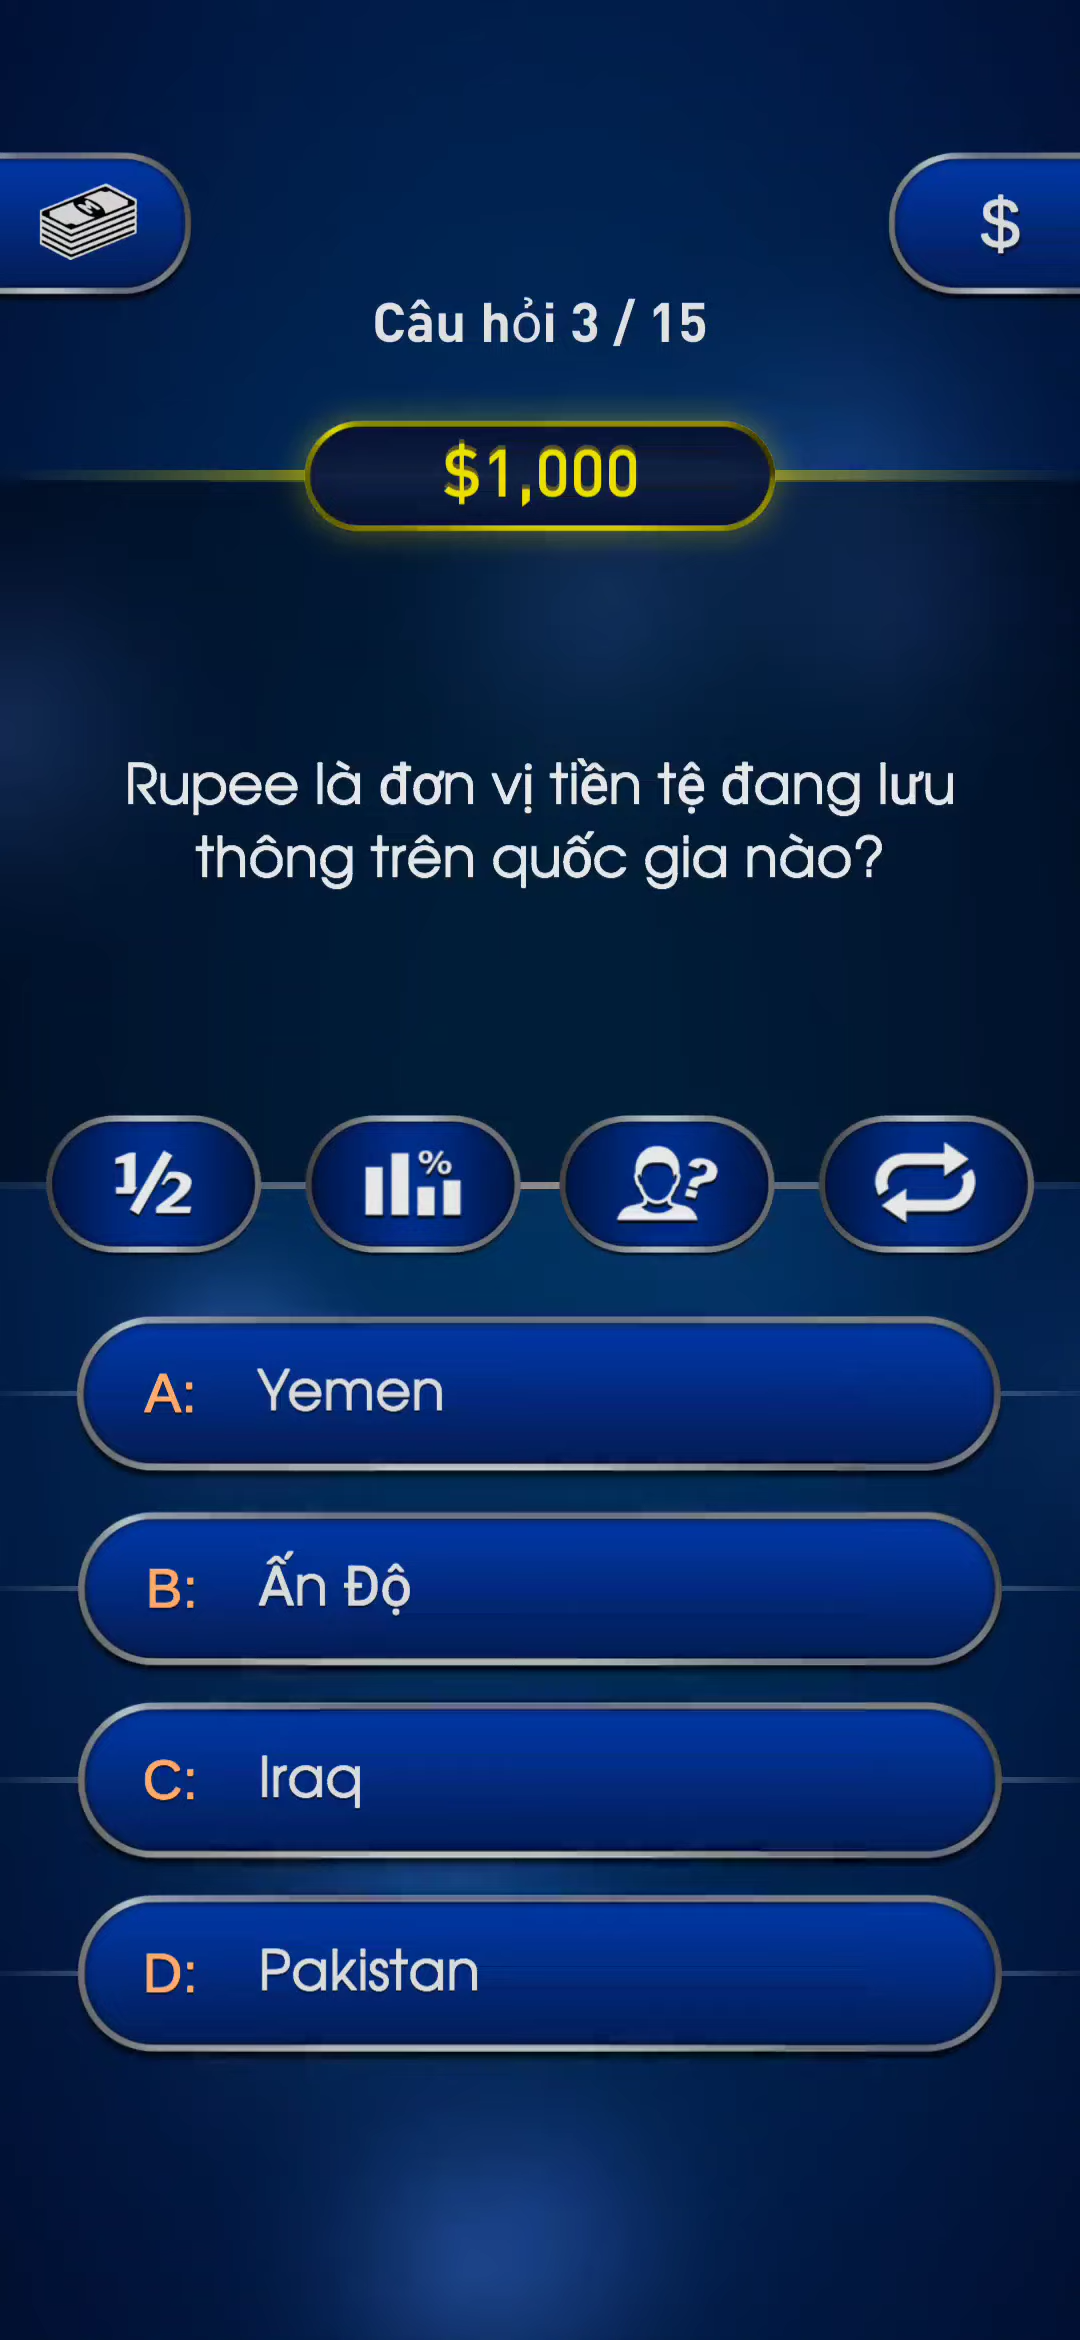 $
Câu hỏi 3 / 15
$1,000
Rupee là đơn vị tiền tệ đang lưu
thông trên quốc gia nào?
1/2
%
?
A: Yemen
B: Ấn Độ
C: Iraq
D: Pakistan